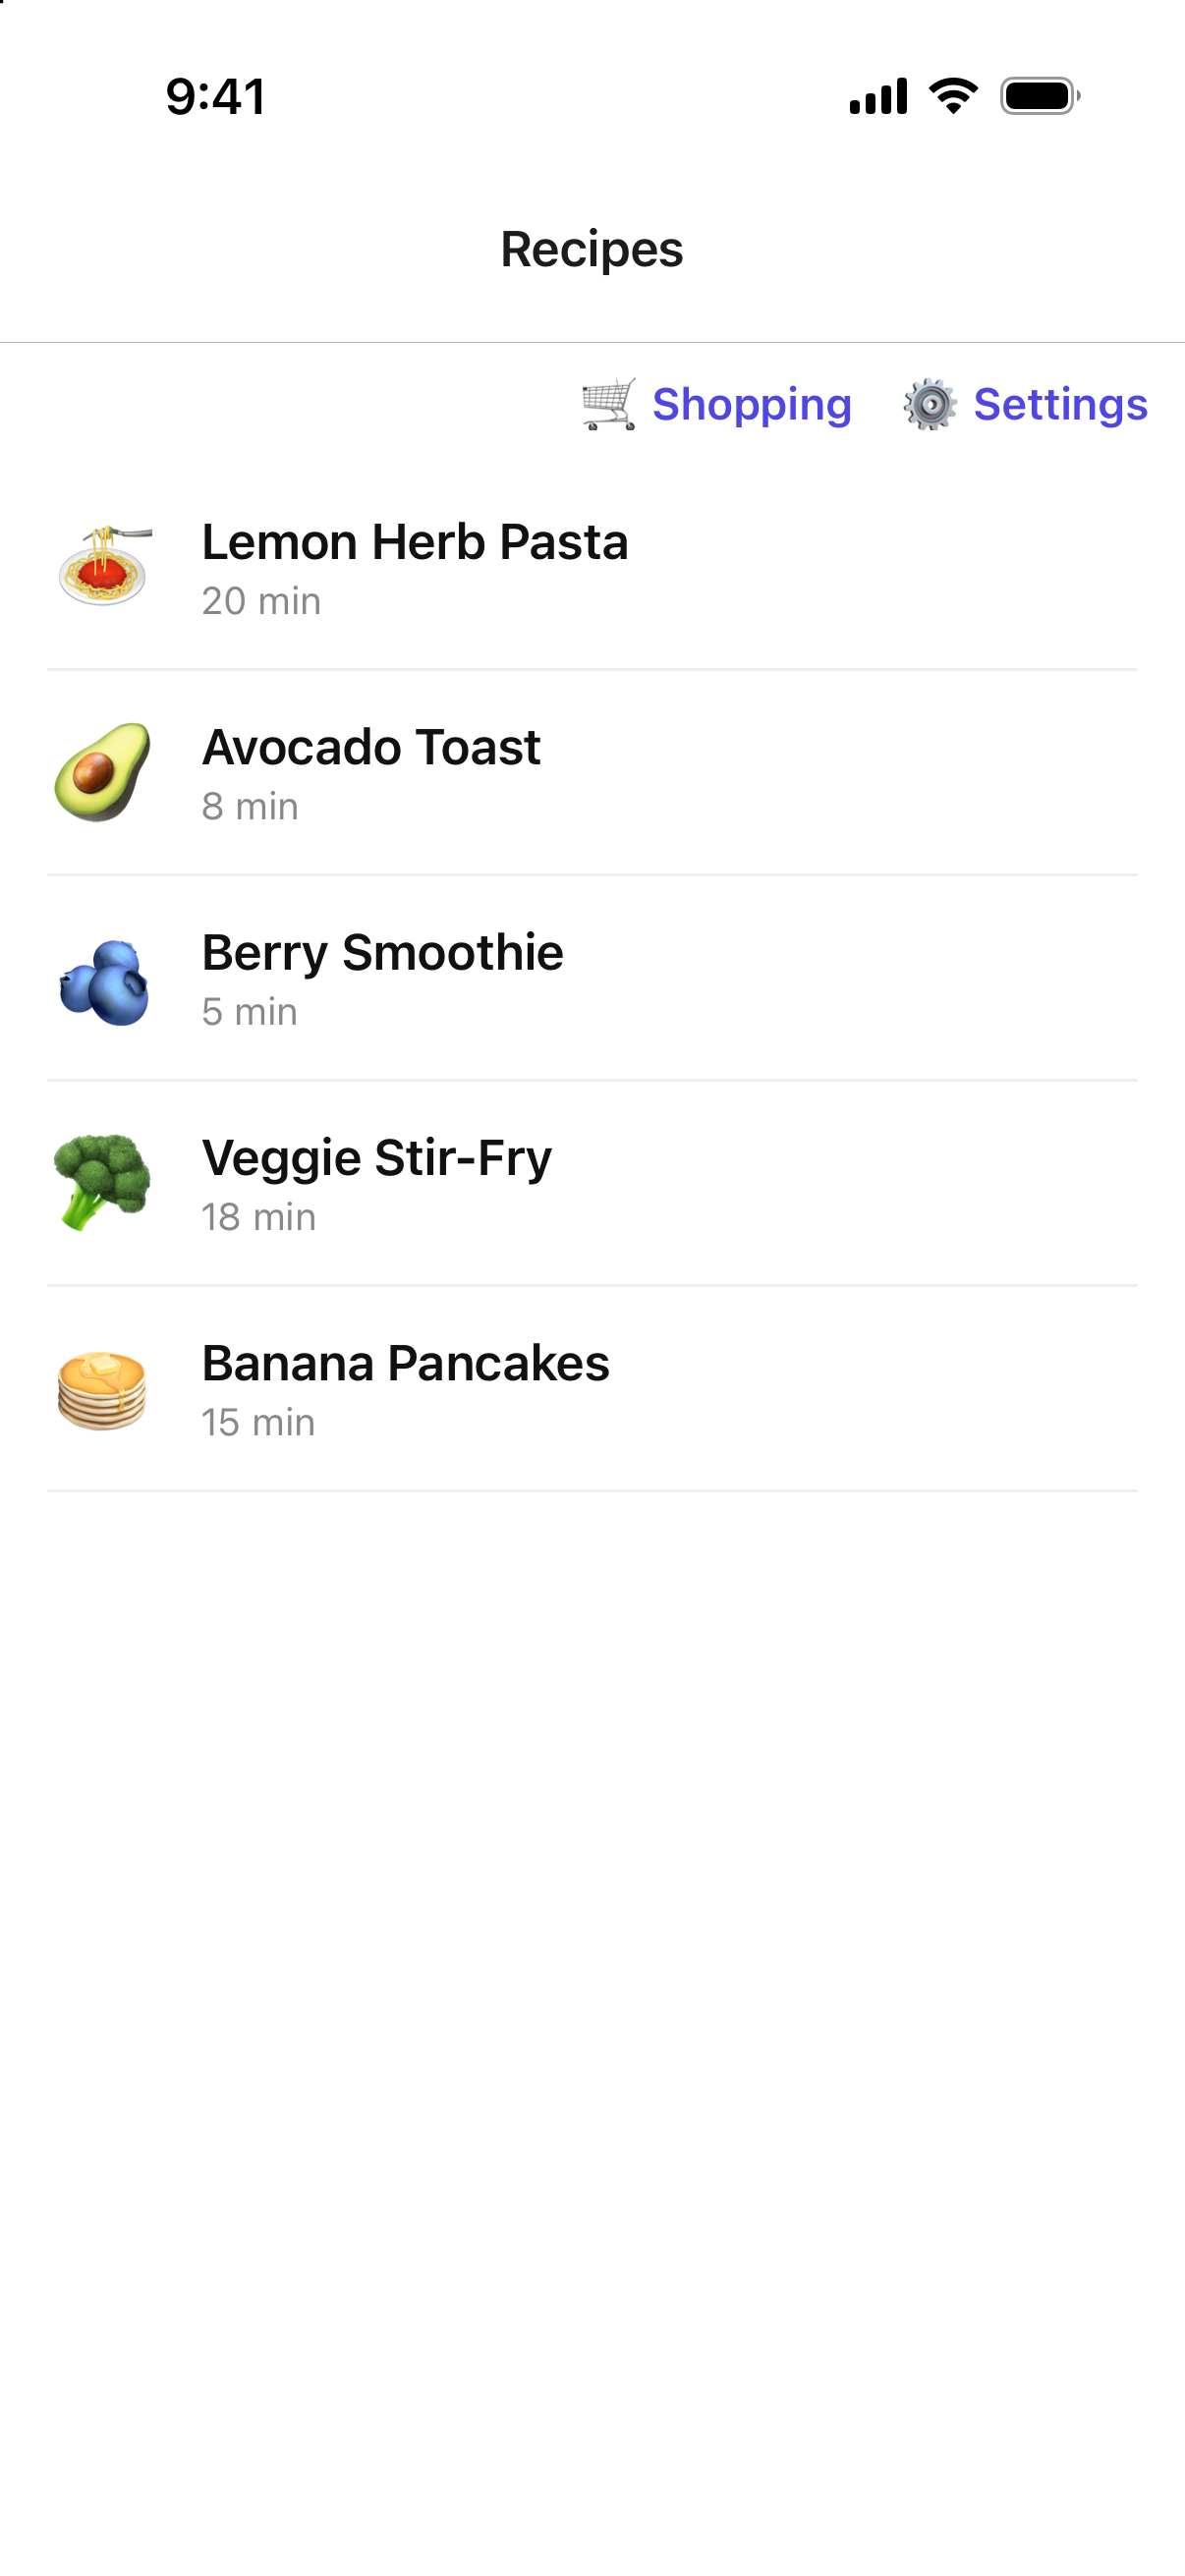 9:41
Recipes
Shopping
Settings
Lemon Herb Pasta
20 min
Avocado Toast
8 min
Berry Smoothie
5 min
Veggie Stir-Fry
18 min
Banana Pancakes
15 min